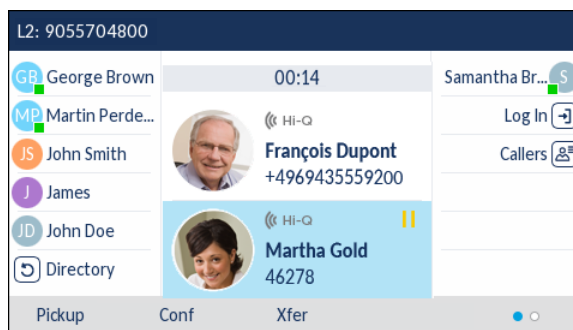 L2: 9055704800
GB George Brown
MP Martin Perde...
JS John Smith
J James
JD John Doe
Directory
00:14
Hi-Q
François Dupont
+4969435559200
Hi-Q
Martha Gold
46278
Samantha Br... S
Log In
Callers
Pickup Conf Xfer